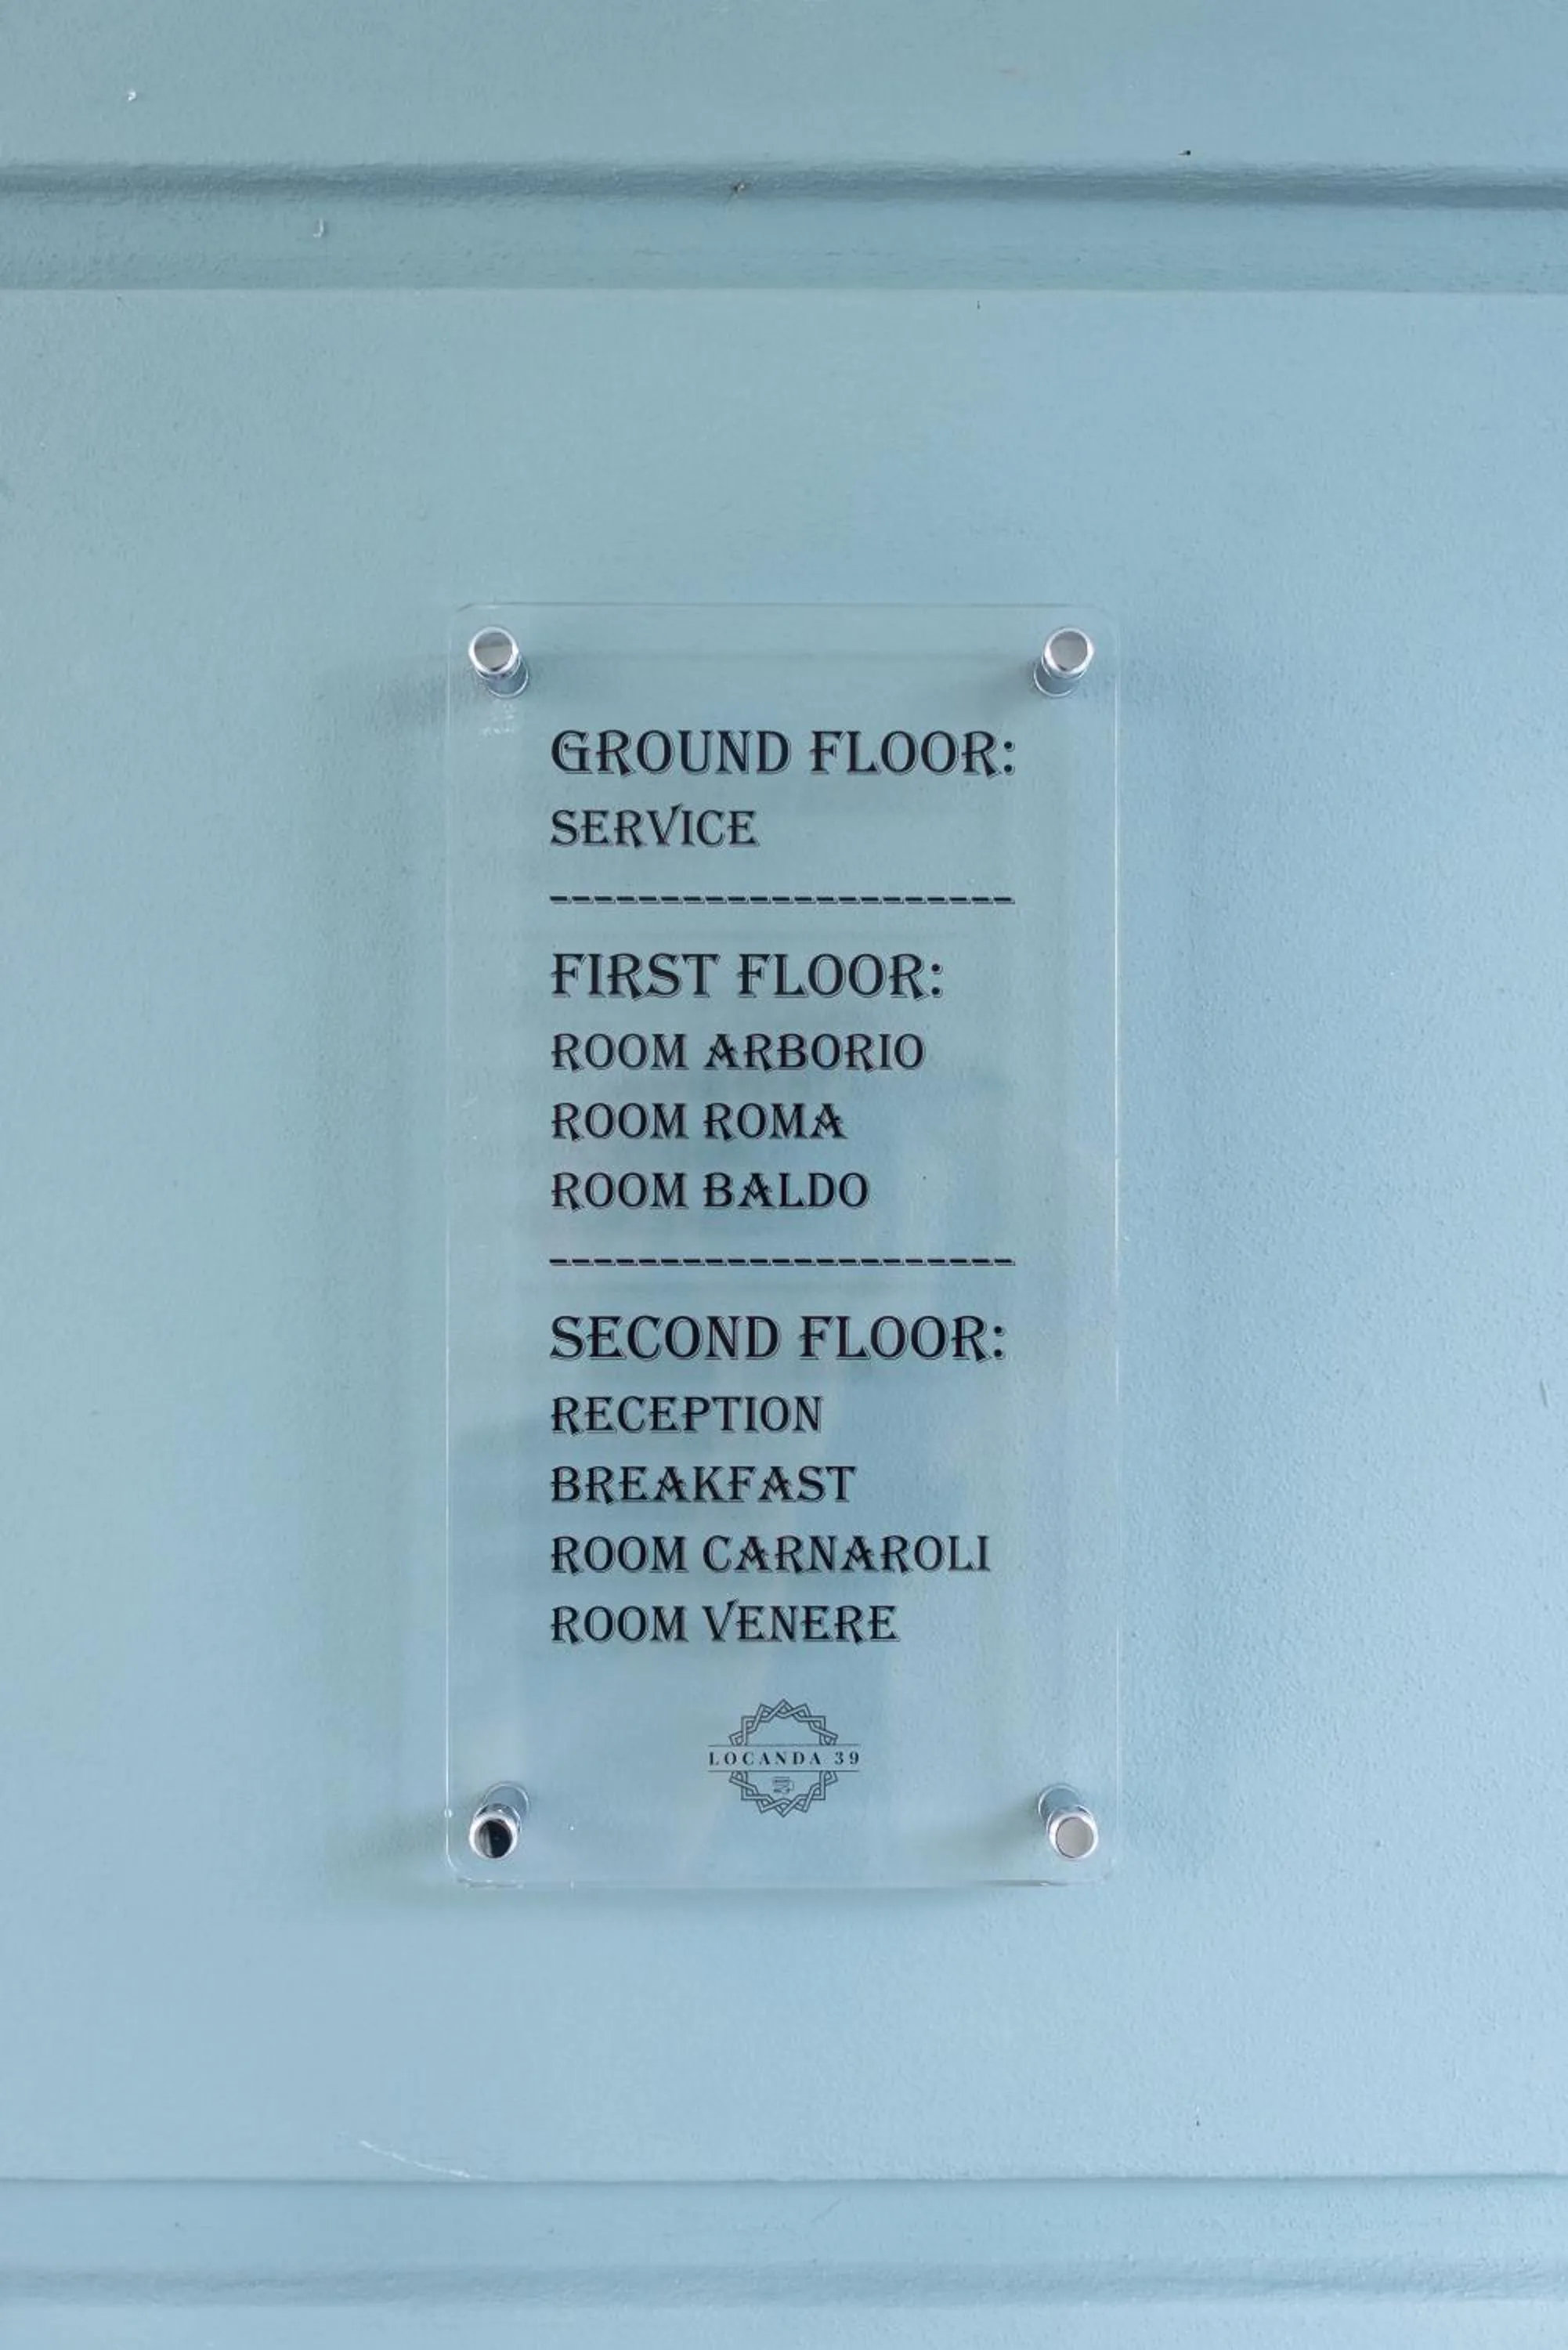 GROUND FLOOR:
SERVICE
---------------------
FIRST FLOOR:
ROOM ARBORIO
ROOM ROMA
ROOM BALDO
---------------------
SECOND FLOOR:
RECEPTION
BREAKFAST
ROOM CARNAROLI
ROOM VENERE
LOCANDA 39